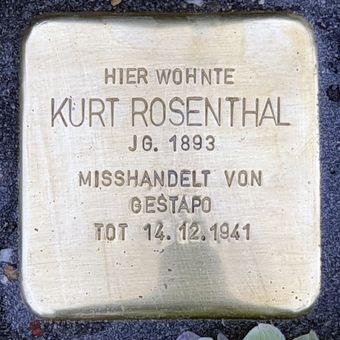 HIER WOHNTE
KURT ROSENTHAL
JG. 1893
MISSHANDELT VON
GESTAPO
TOT 14.12.1941